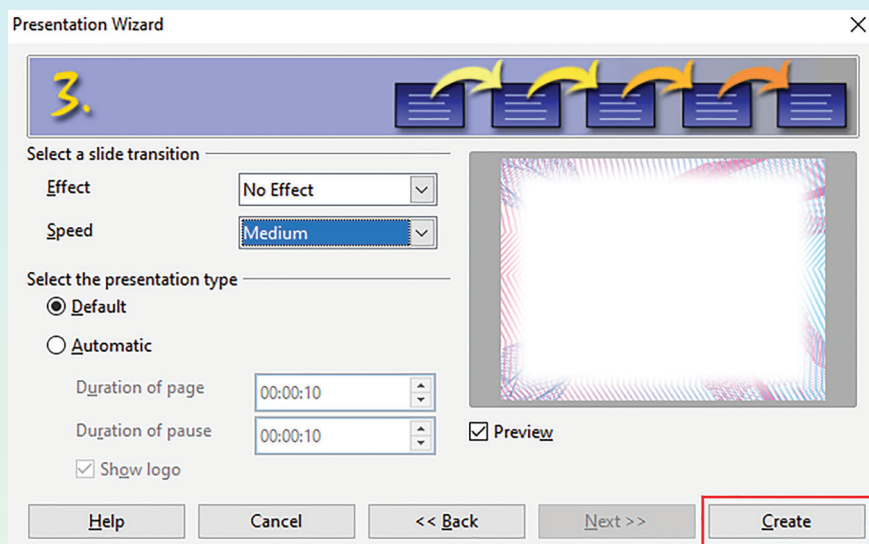 Presentation Wizard
3.
Select a slide transition
Effect No Effect
Speed Medium
Select the presentation type
Default
Automatic
Duration of page 00:00:10
Duration of pause 00:00:10
Show logo
Preview
Help Cancel << Back Next >> Create